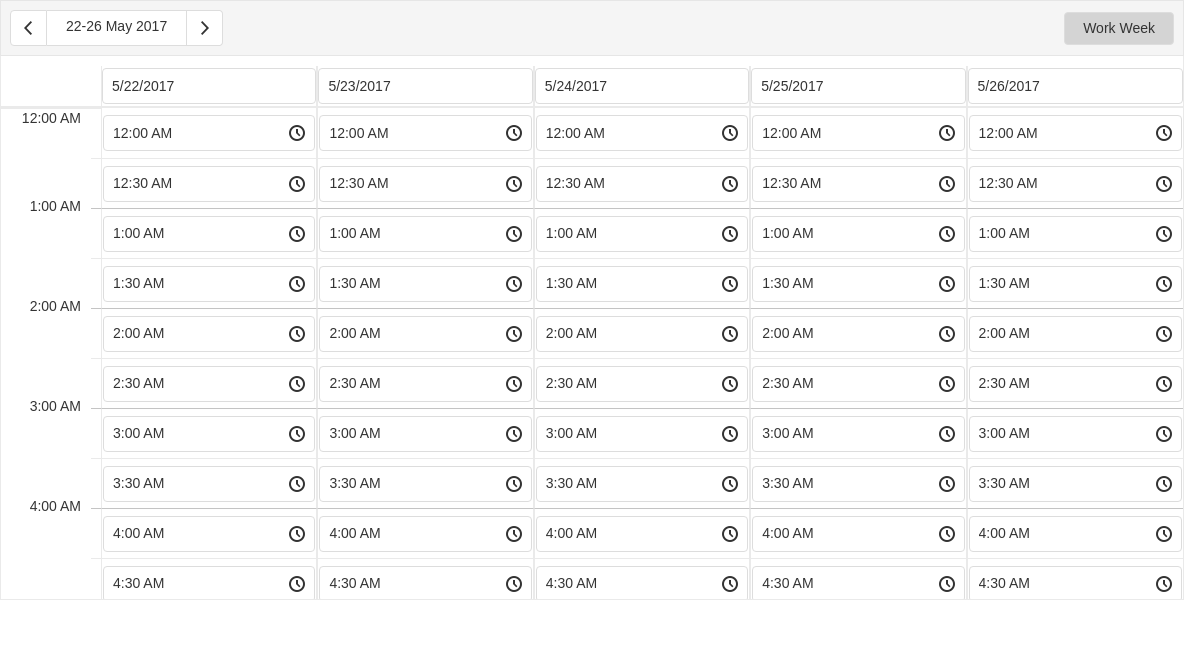 22-26 May 2017 Work Week
5/22/2017 5/23/2017 5/24/2017 5/25/2017 5/26/2017
12:00 AM
12:00 AM 12:00 AM 12:00 AM 12:00 AM 12:00 AM
12:30 AM 12:30 AM 12:30 AM 12:30 AM 12:30 AM
1:00 AM
1:00 AM 1:00 AM 1:00 AM 1:00 AM 1:00 AM
1:30 AM 1:30 AM 1:30 AM 1:30 AM 1:30 AM
2:00 AM
2:00 AM 2:00 AM 2:00 AM 2:00 AM 2:00 AM
2:30 AM 2:30 AM 2:30 AM 2:30 AM 2:30 AM
3:00 AM
3:00 AM 3:00 AM 3:00 AM 3:00 AM 3:00 AM
3:30 AM 3:30 AM 3:30 AM 3:30 AM 3:30 AM
4:00 AM
4:00 AM 4:00 AM 4:00 AM 4:00 AM 4:00 AM
4:30 AM 4:30 AM 4:30 AM 4:30 AM 4:30 AM